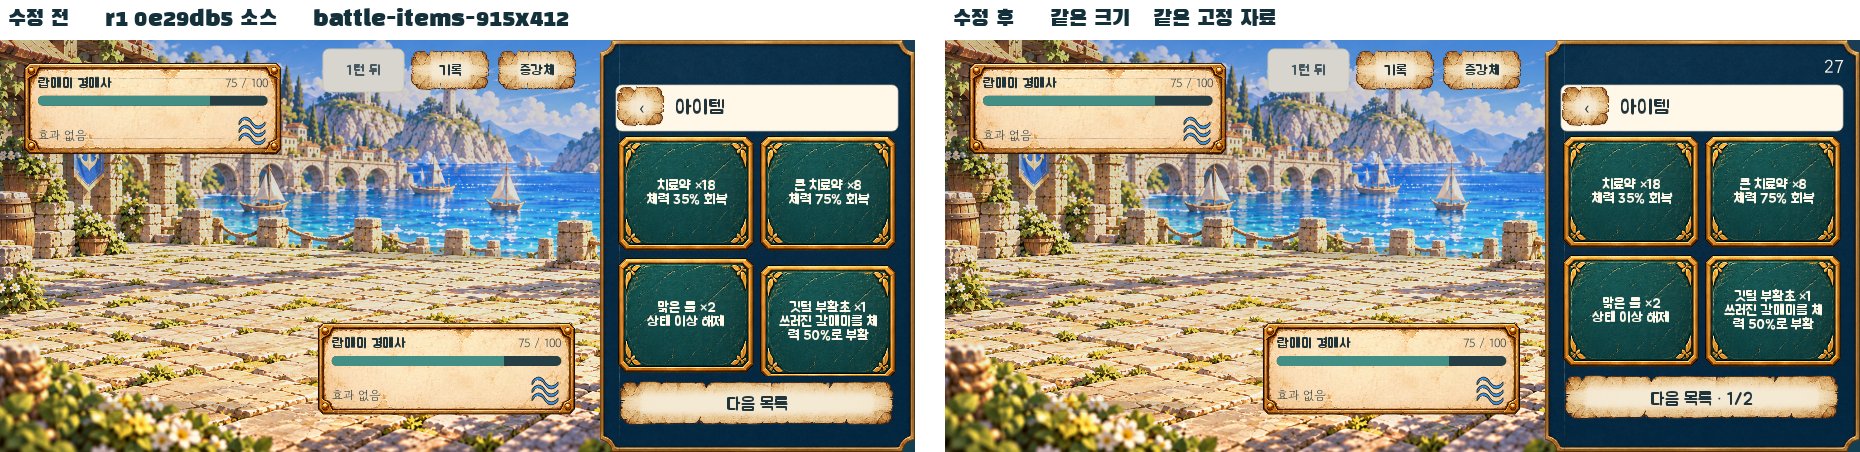 수정 전 r1 0e29db5 소스 battle-items-915x412
랍매미 경매사 75 / 100
효과 없음
1턴 뒤
기록
증강체
‹ 아이템
치료약 ×18
체력 35% 회복
큰 치료약 ×8
체력 75% 회복
맑은 물 ×2
상태 이상 해제
깃털 부활초 ×1
쓰러진 갈매미를 체
력 50%로 부활
다음 목록
랍매미 경매사 75 / 100
효과 없음
수정 후 같은 크기 같은 고정 자료
랍매미 경매사 75 / 100
효과 없음
1턴 뒤
기록
증강체
27
‹ 아이템
치료약 ×18
체력 35% 회복
큰 치료약 ×8
체력 75% 회복
맑은 물 ×2
상태 이상 해제
깃털 부활초 ×1
쓰러진 갈매미를 체
력 50%로 부활
다음 목록 · 1/2
랍매미 경매사 75 / 100
효과 없음